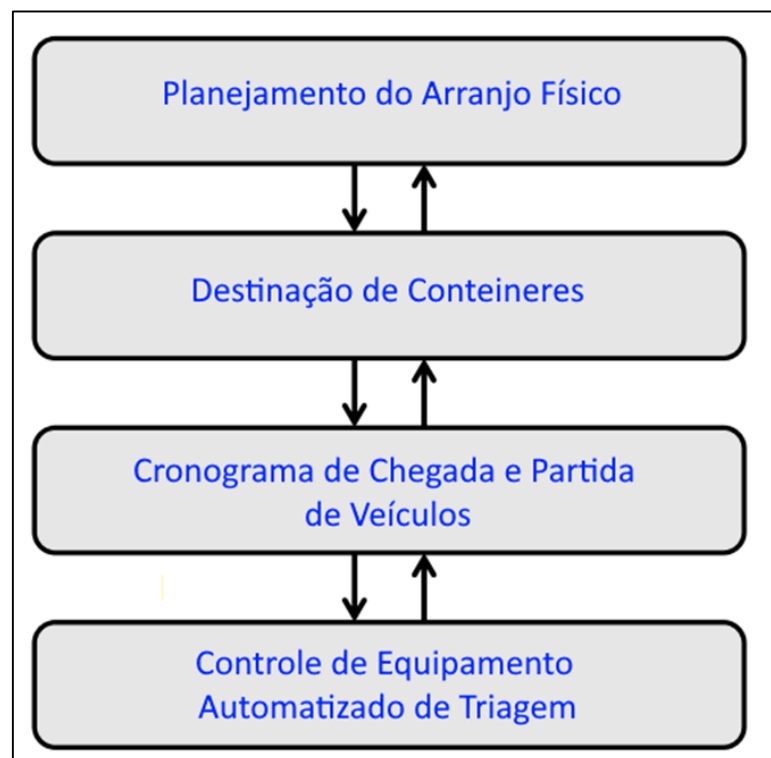 Planejamento do Arranjo Físico
Destinação de Conteineres
Cronograma de Chegada e Partida
de Veículos
Controle de Equipamento
Automatizado de Triagem